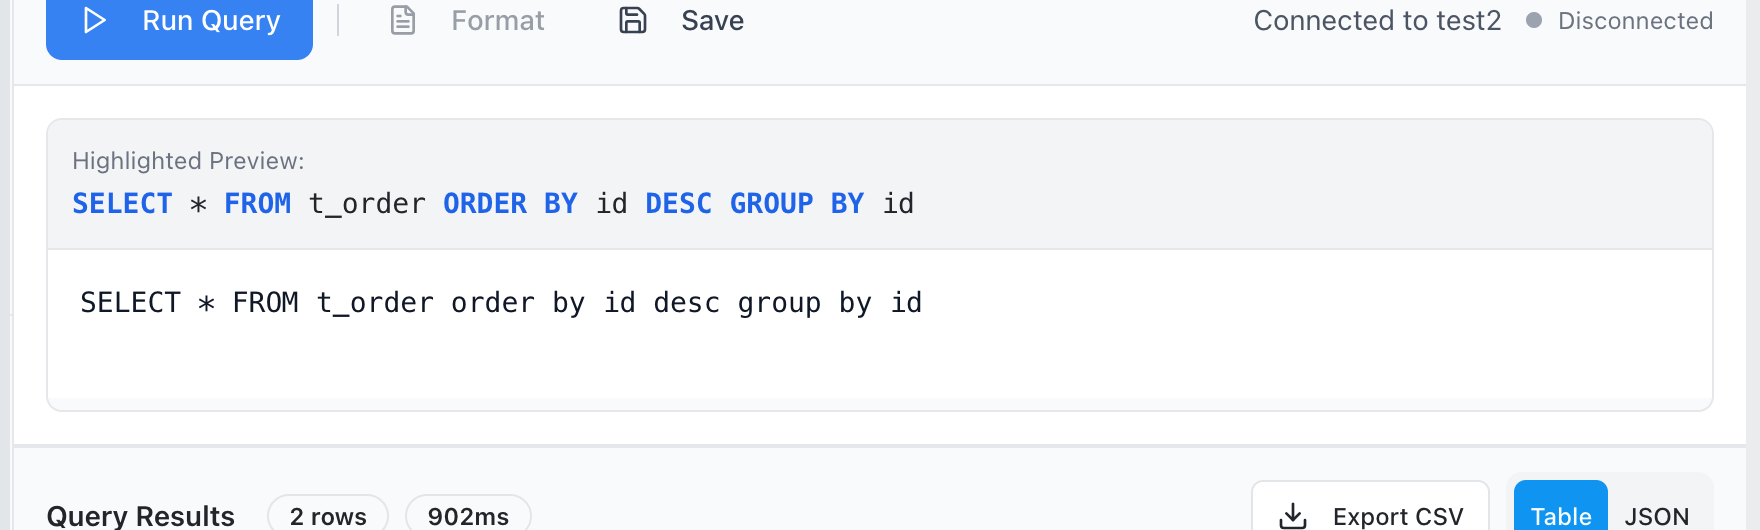 Run Query Format Save Connected to test2 Disconnected
Highlighted Preview:
SELECT * FROM t_order ORDER BY id DESC GROUP BY id
SELECT * FROM t_order order by id desc group by id
Query Results 2 rows 902ms Export CSV Table JSON